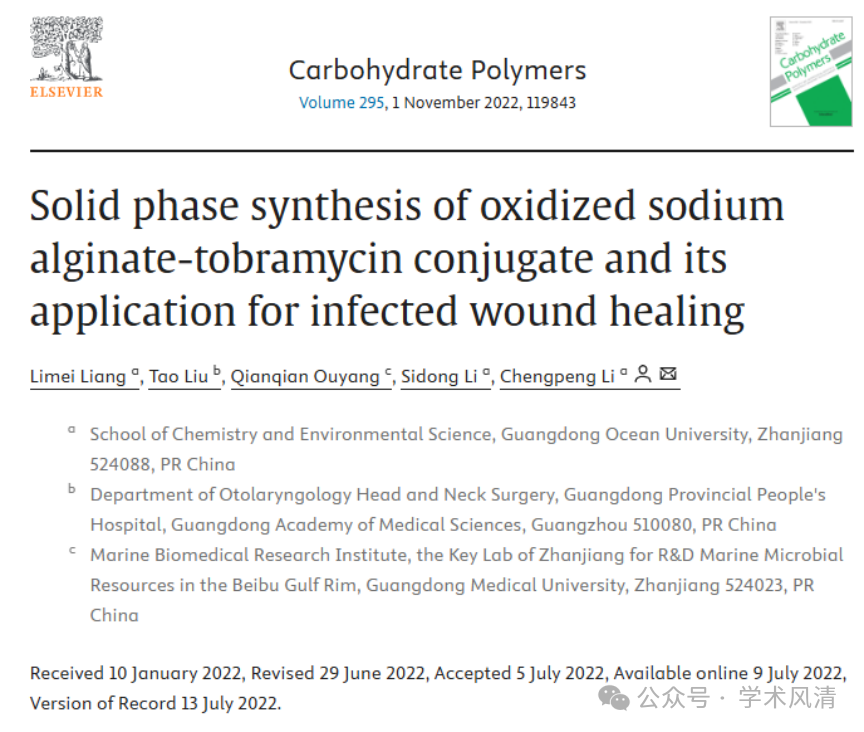 ELSEVIER
Carbohydrate Polymers
Volume 295, 1 November 2022, 119843
Carbohydrate
Polymers
Solid phase synthesis of oxidized sodium
alginate-tobramycin conjugate and its
application for infected wound healing
Limei Liang a, Tao Liu b, Qianqian Ouyang c, Sidong Li a, Chengpeng Li a
a School of Chemistry and Environmental Science, Guangdong Ocean University, Zhanjiang
524088, PR China
b Department of Otolaryngology Head and Neck Surgery, Guangdong Provincial People's
Hospital, Guangdong Academy of Medical Sciences, Guangzhou 510080, PR China
c Marine Biomedical Research Institute, the Key Lab of Zhanjiang for R&D Marine Microbial
Resources in the Beibu Gulf Rim, Guangdong Medical University, Zhanjiang 524023, PR
China
Received 10 January 2022, Revised 29 June 2022, Accepted 5 July 2022, Available online 9 July 2022,
Version of Record 13 July 2022.
公众号 · 学术风清